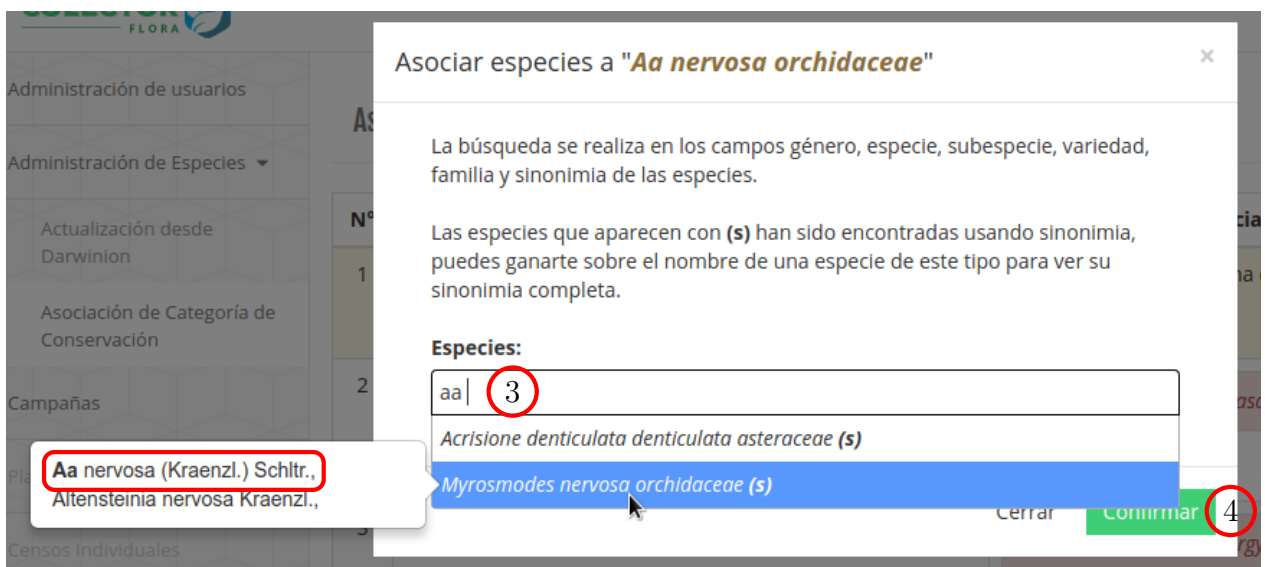 FLORA
Asociar especies a "Aa nervosa orchidaceae"
×
Administración de usuarios
Administración de Especies
Actualización desde
Darwinion
Asociación de Categoría de
Conservación
Campañas
Censos Individuales
N°
1
2
La búsqueda se realiza en los campos género, especie, subespecie, variedad,
familia y sinonimia de las especies.
Las especies que aparecen con (s) han sido encontradas usando sinonimia,
puedes ganarte sobre el nombre de una especie de este tipo para ver su
sinonimia completa.
Especies:
aa
3
Acrisione denticulata denticulata asteraceae (s)
Myrosmodes nervosa orchidaceae (s)
Aa nervosa (Kraenzl.) Schltr.,
Altensteinia nervosa Kraenzl.,
Cerrar
Confirmar
4